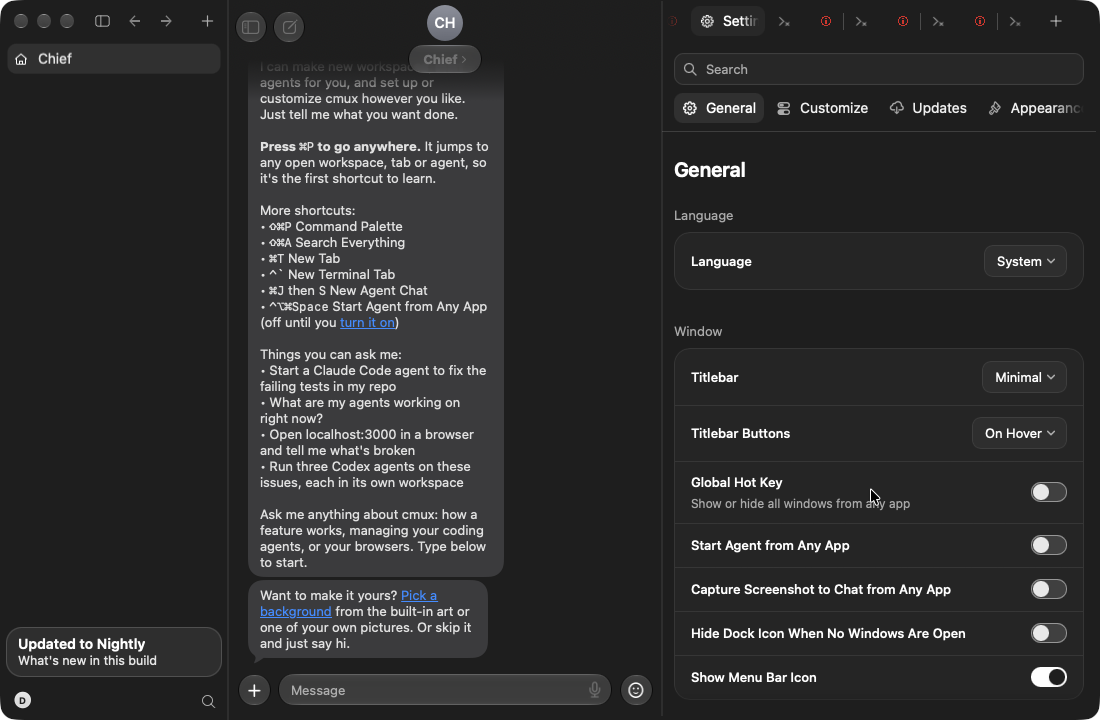 Chief
Updated to Nightly
What's new in this build
D
CH
Chief ›
I can make new
agents for you, and set up or
customize cmux however you like.
Just tell me what you want done.
Press ⌘P to go anywhere. It jumps to
any open workspace, tab or agent, so
it's the first shortcut to learn.
More shortcuts:
• ⇧⌘P Command Palette
• ⇧⌘A Search Everything
• ⌘T New Tab
• ^` New Terminal Tab
• ⌘J then S New Agent Chat
• ^⌥⌘Space Start Agent from Any App
(off until you turn it on)
Things you can ask me:
• Start a Claude Code agent to fix the
failing tests in my repo
• What are my agents working on
right now?
• Open localhost:3000 in a browser
and tell me what's broken
• Run three Codex agents on these
issues, each in its own workspace
Ask me anything about cmux: how a
feature works, managing your coding
agents, or your browsers. Type below
to start.
Want to make it yours? Pick a
background from the built-in art or
one of your own pictures. Or skip it
and just say hi.
Message
Settin
Search
General Customize Updates Appearanc
General
Language
Language System
Window
Titlebar Minimal
Titlebar Buttons On Hover
Global Hot Key
Show or hide all windows from any app
Start Agent from Any App
Capture Screenshot to Chat from Any App
Hide Dock Icon When No Windows Are Open
Show Menu Bar Icon